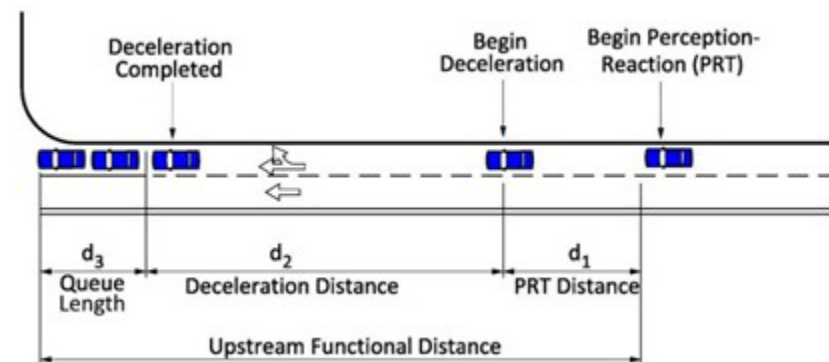 Deceleration
Completed
Begin
Deceleration
Begin Perception-
Reaction (PRT)
d3
Queue
Length
d2
Deceleration Distance
d1
PRT Distance
Upstream Functional Distance